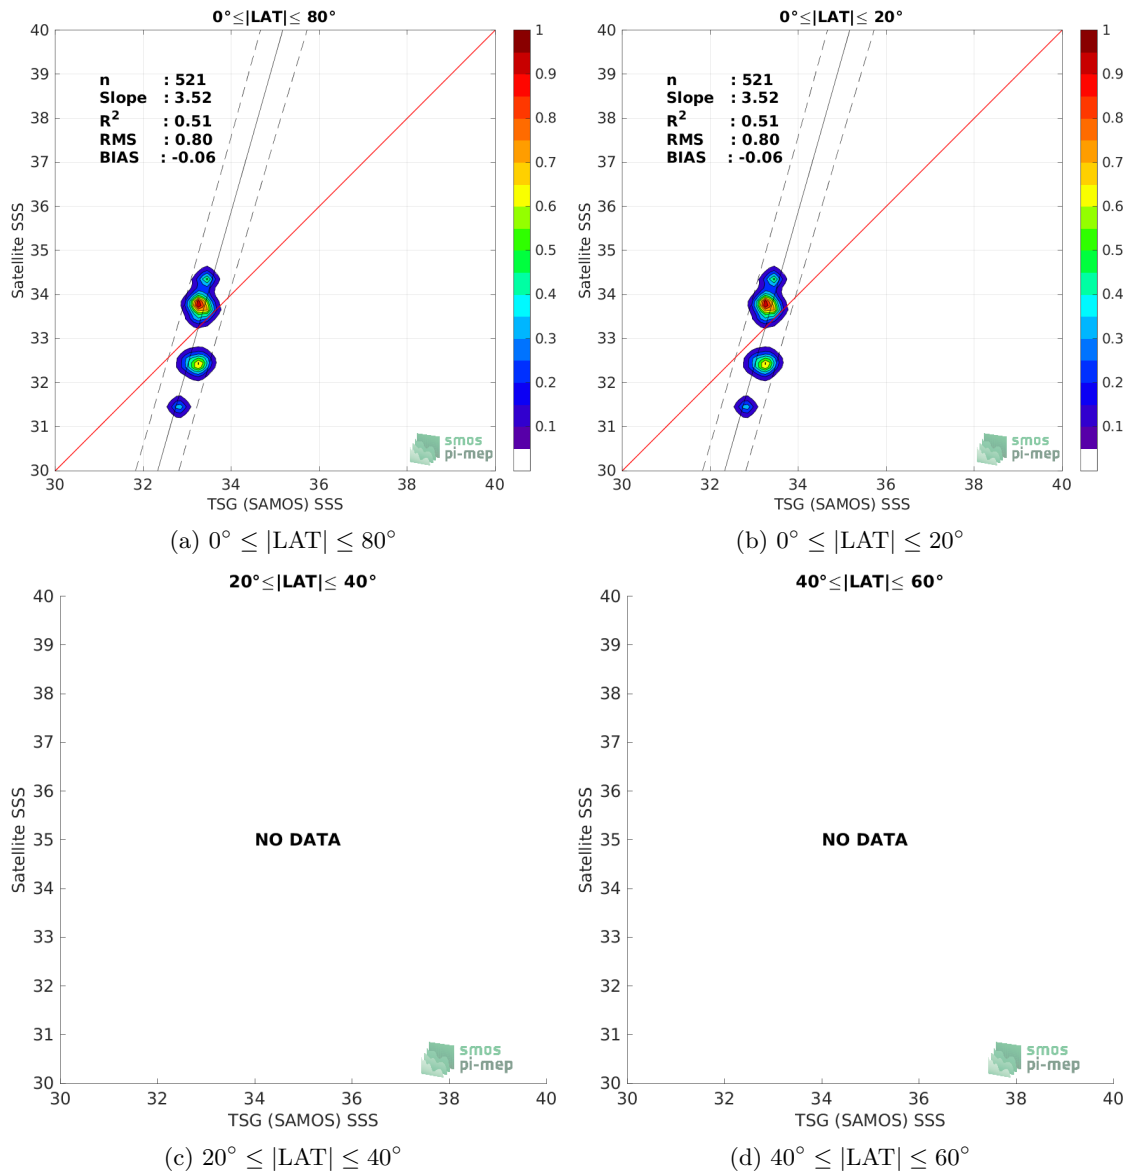 0°≤|LAT|≤ 80°
40
39
38
37
36
35
34
33
32
31
30
n : 521
Slope : 3.52
R2 : 0.51
RMS : 0.80
BIAS : -0.06
1
0.9
0.8
0.7
0.6
0.5
0.4
0.3
0.2
0.1
Satellite SSS
smos
pi-mep
30 32 34 36 38 40
TSG (SAMOS) SSS
(a) 0° ≤ |LAT| ≤ 80°
0°≤|LAT|≤ 20°
40
39
38
37
36
35
34
33
32
31
30
n : 521
Slope : 3.52
R2 : 0.51
RMS : 0.80
BIAS : -0.06
1
0.9
0.8
0.7
0.6
0.5
0.4
0.3
0.2
0.1
Satellite SSS
smos
pi-mep
30 32 34 36 38 40
TSG (SAMOS) SSS
(b) 0° ≤ |LAT| ≤ 20°
20°≤|LAT|≤ 40°
40
39
38
37
36
35
34
33
32
31
30
Satellite SSS
NO DATA
smos
pi-mep
30 32 34 36 38 40
TSG (SAMOS) SSS
(c) 20° ≤ |LAT| ≤ 40°
40°≤|LAT|≤ 60°
40
39
38
37
36
35
34
33
32
31
30
Satellite SSS
NO DATA
smos
pi-mep
30 32 34 36 38 40
TSG (SAMOS) SSS
(d) 40° ≤ |LAT| ≤ 60°